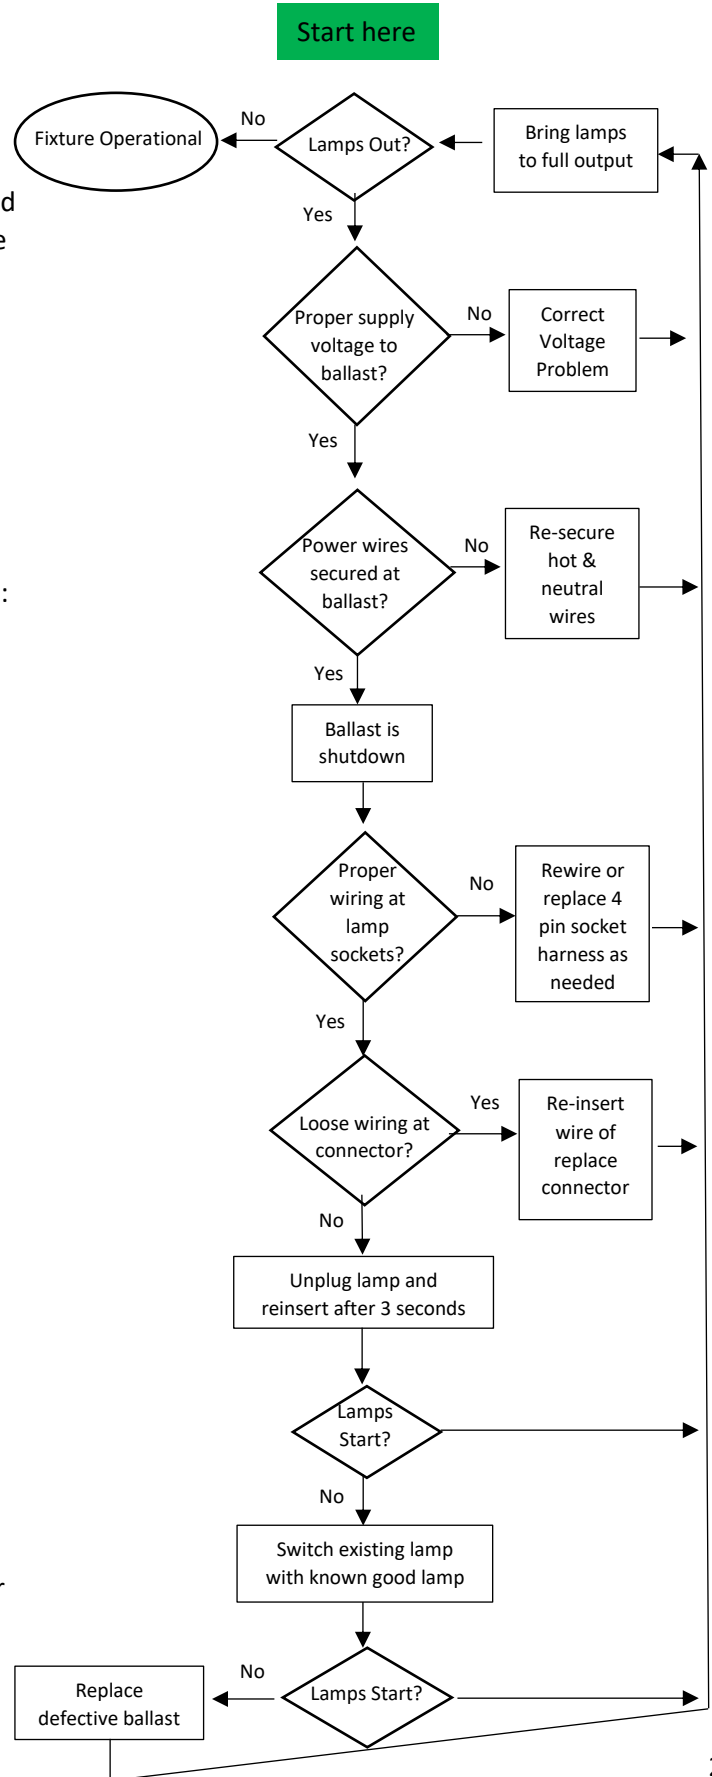 Start here
Fixture Operational
No
Lamps Out?
Bring lamps
to full output
d
e
Yes
Proper supply
voltage to
ballast?
No
Correct
Voltage
Problem
Yes
Power wires
secured at
ballast?
No
Re-secure
hot &
neutral
wires
:
Yes
Ballast is
shutdown
Proper
wiring at
lamp
sockets?
No
Rewire or
replace 4
pin socket
harness as
needed
Yes
Loose wiring at
connector?
Yes
Re-insert
wire of
replace
connector
No
Unplug lamp and
reinsert after 3 seconds
Lamps
Start?
No
Switch existing lamp
with known good lamp
r
Lamps Start?
No
Replace
defective ballast